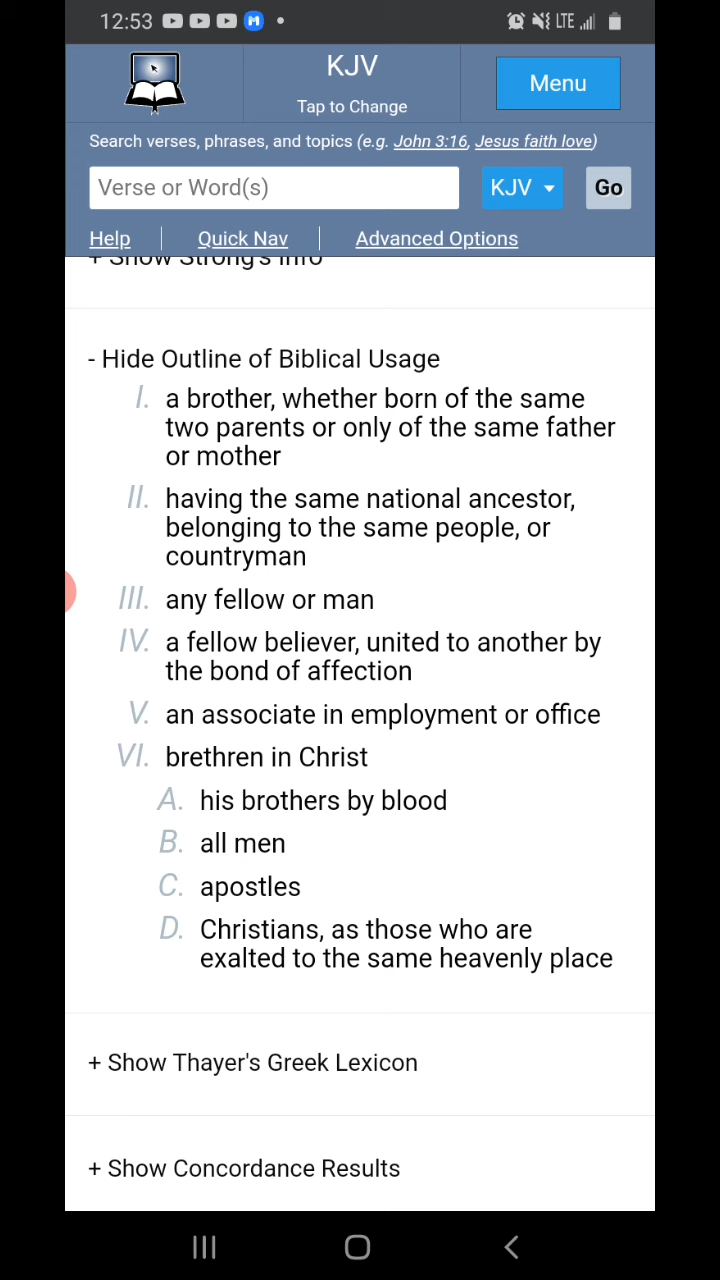 12:53
LTE
KJV
Tap to Change
Menu
Search verses, phrases, and topics (e.g. John 3:16, Jesus faith love)
Verse or Word(s)
KJV
Go
Help
Quick Nav
Advanced Options
+ Show Strong's Info
- Hide Outline of Biblical Usage
I. a brother, whether born of the same
two parents or only of the same father
or mother
II. having the same national ancestor,
belonging to the same people, or
countryman
III. any fellow or man
IV. a fellow believer, united to another by
the bond of affection
V. an associate in employment or office
VI. brethren in Christ
A. his brothers by blood
B. all men
C. apostles
D. Christians, as those who are
exalted to the same heavenly place
+ Show Thayer's Greek Lexicon
+ Show Concordance Results